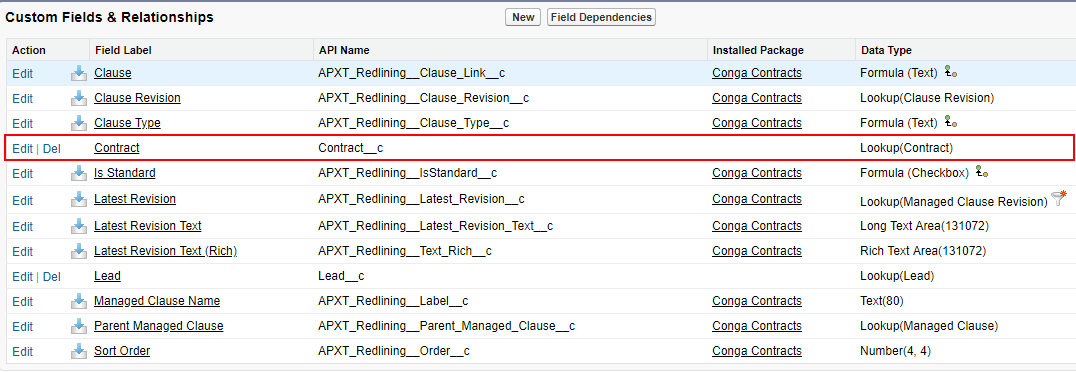 Custom Fields & Relationships New Field Dependencies
Action Field Label API Name Installed Package Data Type
Edit Clause APXT_Redlining__Clause_Link__c Conga Contracts Formula (Text)
Edit Clause Revision APXT_Redlining__Clause_Revision__c Conga Contracts Lookup(Clause Revision)
Edit Clause Type APXT_Redlining__Clause_Type__c Conga Contracts Formula (Text)
Edit | Del Contract Contract__c Lookup(Contract)
Edit Is Standard APXT_Redlining__IsStandard__c Conga Contracts Formula (Checkbox)
Edit Latest Revision APXT_Redlining__Latest_Revision__c Conga Contracts Lookup(Managed Clause Revision)
Edit Latest Revision Text APXT_Redlining__Latest_Revision_Text__c Conga Contracts Long Text Area(131072)
Edit Latest Revision Text (Rich) APXT_Redlining__Text_Rich__c Conga Contracts Rich Text Area(131072)
Edit | Del Lead Lead__c Lookup(Lead)
Edit Managed Clause Name APXT_Redlining__Label__c Conga Contracts Text(80)
Edit Parent Managed Clause APXT_Redlining__Parent_Managed_Clause__c Conga Contracts Lookup(Managed Clause)
Edit Sort Order APXT_Redlining__Order__c Conga Contracts Number(4, 4)